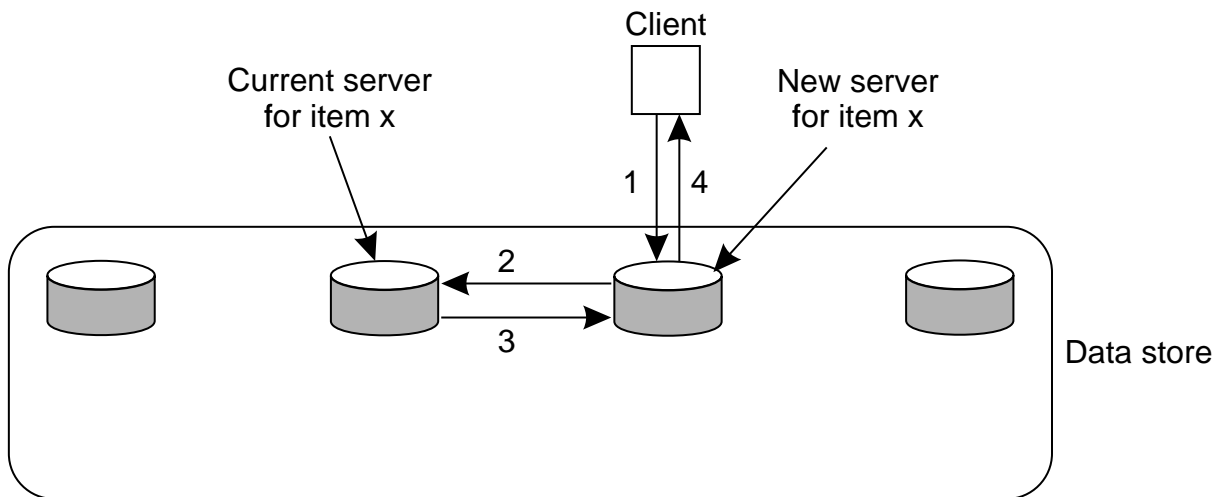 Client
Current server
for item x
New server
for item x
1
4
2
3
Data store